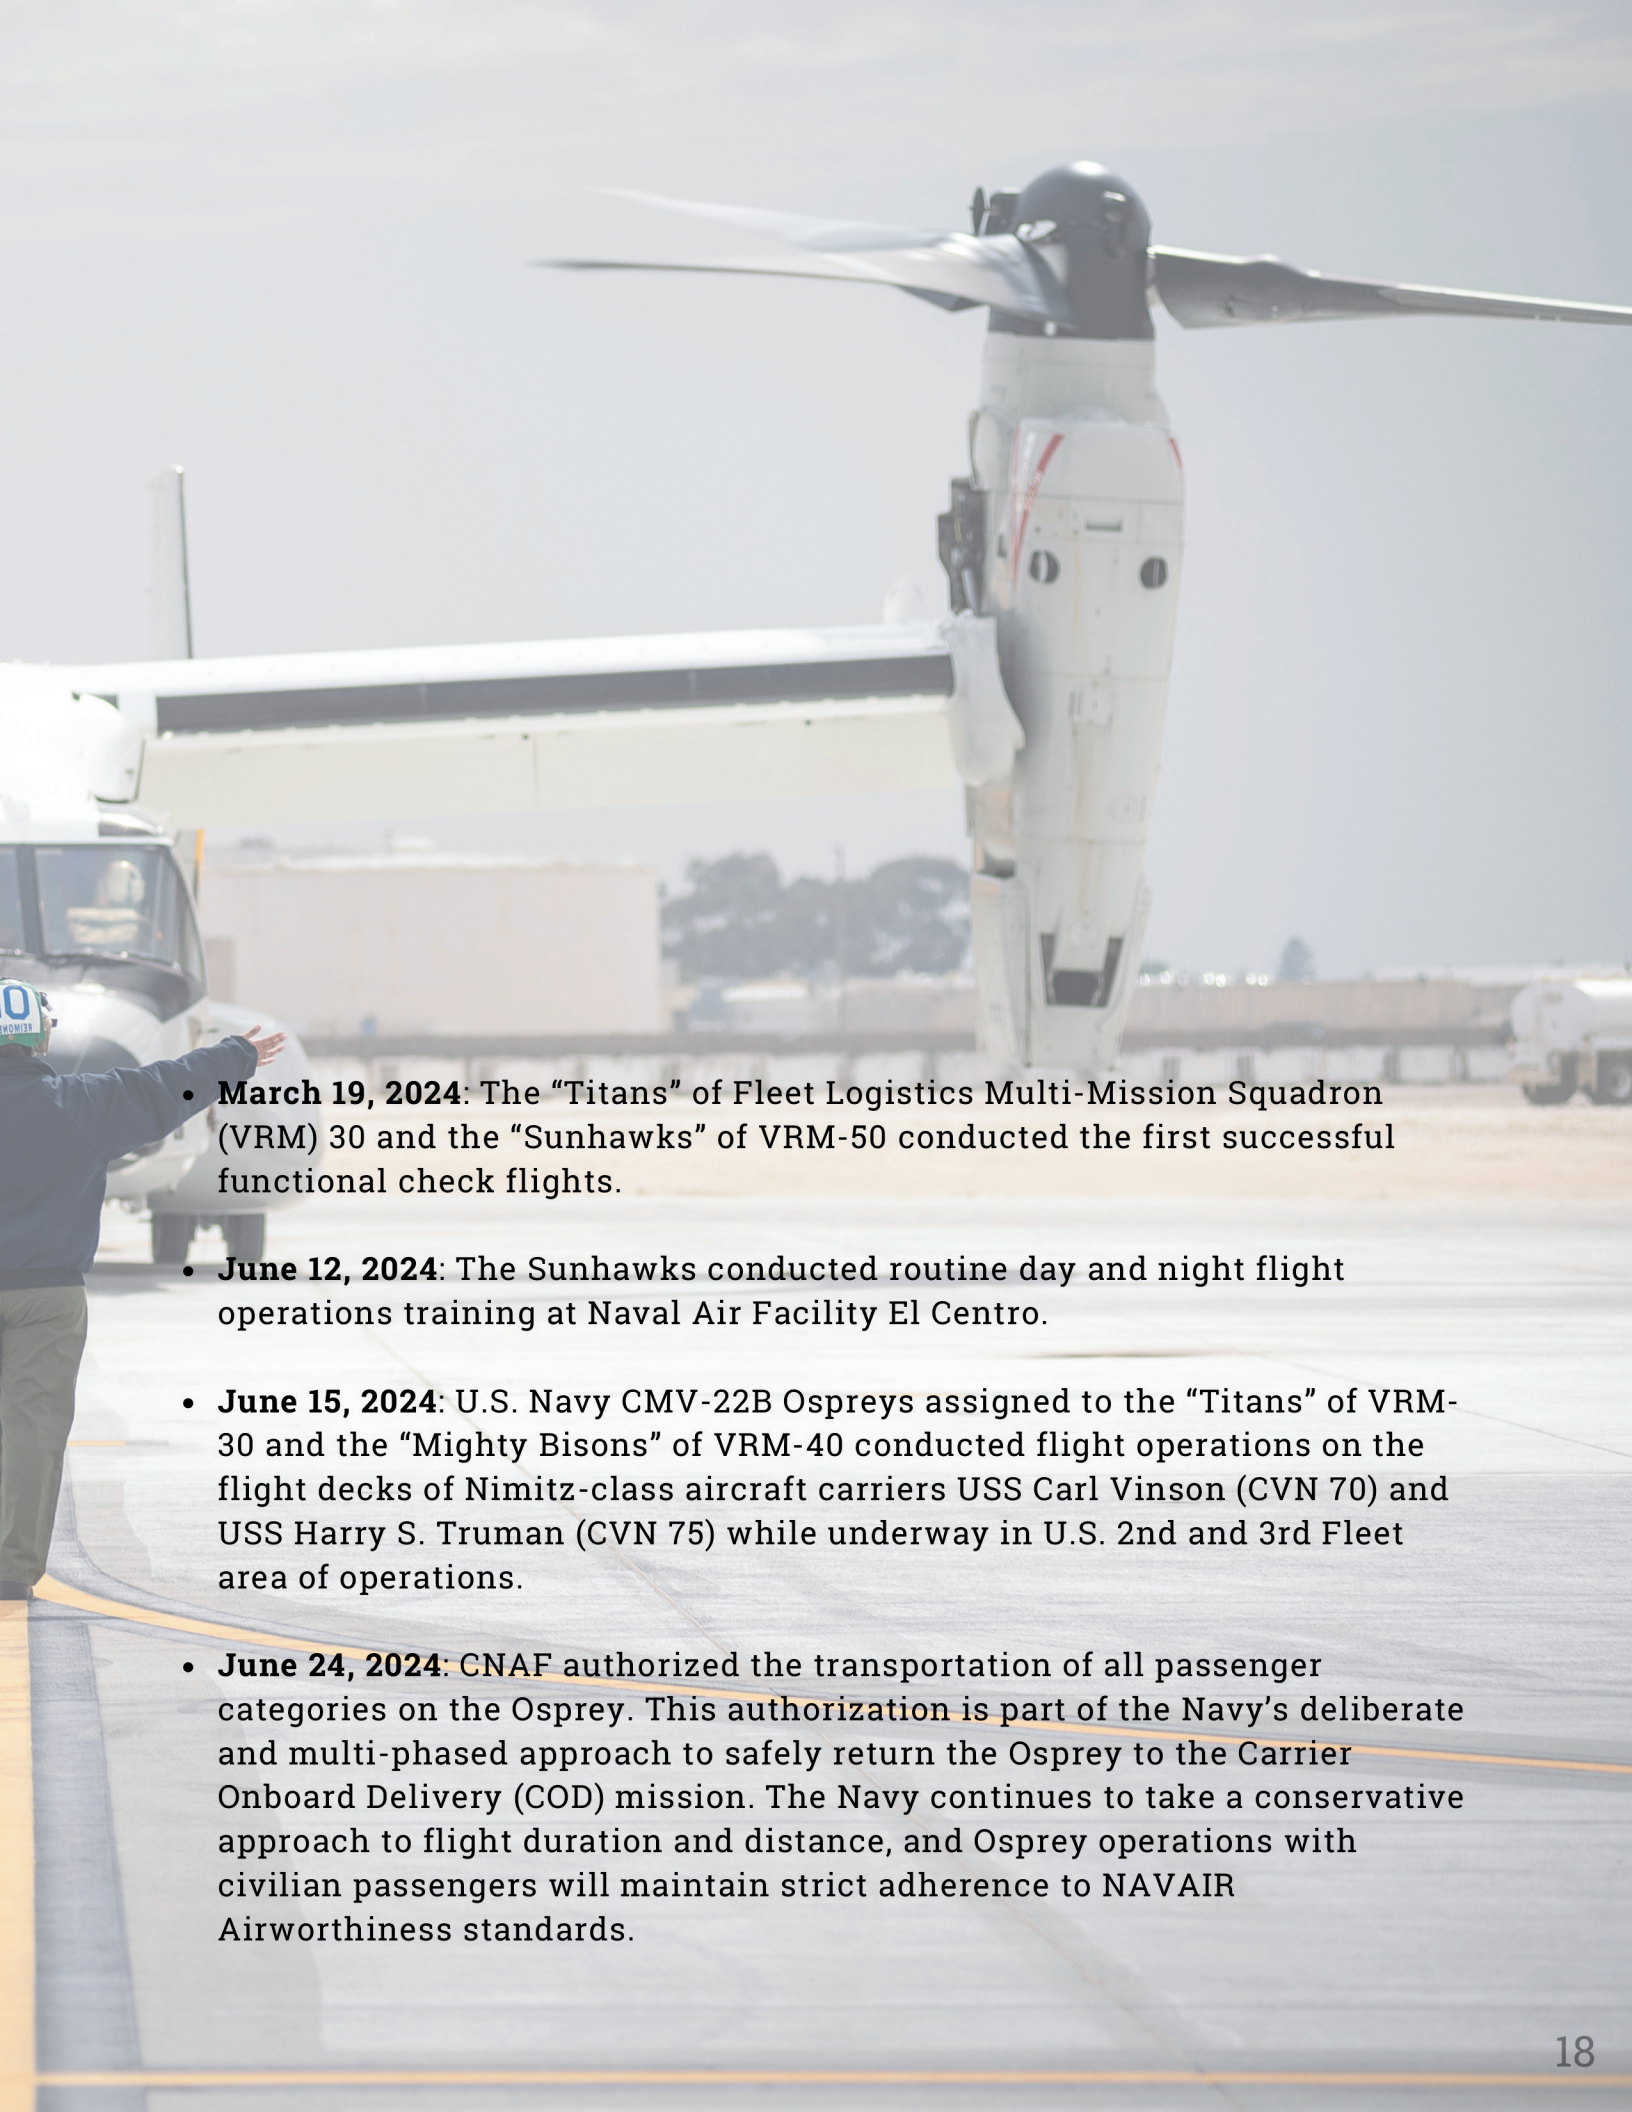 • March 19, 2024: The “Titans” of Fleet Logistics Multi-Mission Squadron
(VRM) 30 and the “Sunhawks” of VRM-50 conducted the first successful
functional check flights.
• June 12, 2024: The Sunhawks conducted routine day and night flight
operations training at Naval Air Facility El Centro.
• June 15, 2024: U.S. Navy CMV-22B Ospreys assigned to the “Titans” of VRM-
30 and the “Mighty Bisons” of VRM-40 conducted flight operations on the
flight decks of Nimitz-class aircraft carriers USS Carl Vinson (CVN 70) and
USS Harry S. Truman (CVN 75) while underway in U.S. 2nd and 3rd Fleet
area of operations.
• June 24, 2024: CNAF authorized the transportation of all passenger
categories on the Osprey. This authorization is part of the Navy’s deliberate
and multi-phased approach to safely return the Osprey to the Carrier
Onboard Delivery (COD) mission. The Navy continues to take a conservative
approach to flight duration and distance, and Osprey operations with
civilian passengers will maintain strict adherence to NAVAIR
Airworthiness standards.
18